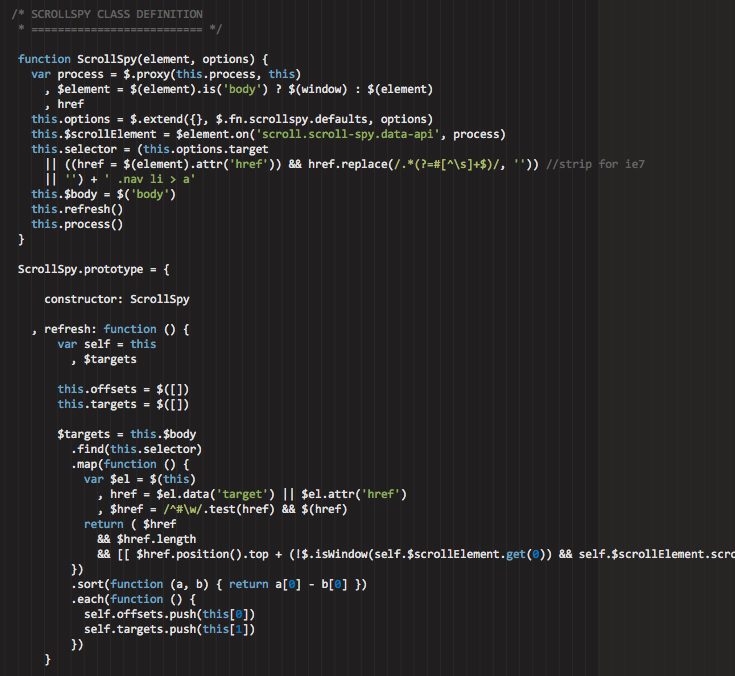 /* SCROLLSPY CLASS DEFINITION
 * ========================== */

 function ScrollSpy(element, options) {
   var process = $.proxy(this.process, this)
     , $element = $(element).is('body') ? $(window) : $(element)
     , href
   this.options = $.extend({}, $.fn.scrollspy.defaults, options)
   this.$scrollElement = $element.on('scroll.scroll-spy.data-api', process)
   this.selector = (this.options.target
     || ((href = $(element).attr('href')) && href.replace(/.*(?=#[^\s]+$)/, '')) //strip for ie7
     || '') + ' .nav li > a'
   this.$body = $('body')
   this.refresh()
   this.process()
 }

 ScrollSpy.prototype = {

     constructor: ScrollSpy

   , refresh: function () {
       var self = this
         , $targets

       this.offsets = $([])
       this.targets = $([])

       $targets = this.$body
         .find(this.selector)
         .map(function () {
           var $el = $(this)
             , href = $el.data('target') || $el.attr('href')
             , $href = /^#\w/.test(href) && $(href)
           return ( $href
             && $href.length
             && [[ $href.position().top + (!$.isWindow(self.$scrollElement.get(0)) && self.$scrollElement.scro
         })
         .sort(function (a, b) { return a[0] - b[0] })
         .each(function () {
           self.offsets.push(this[0])
           self.targets.push(this[1])
         })
     }